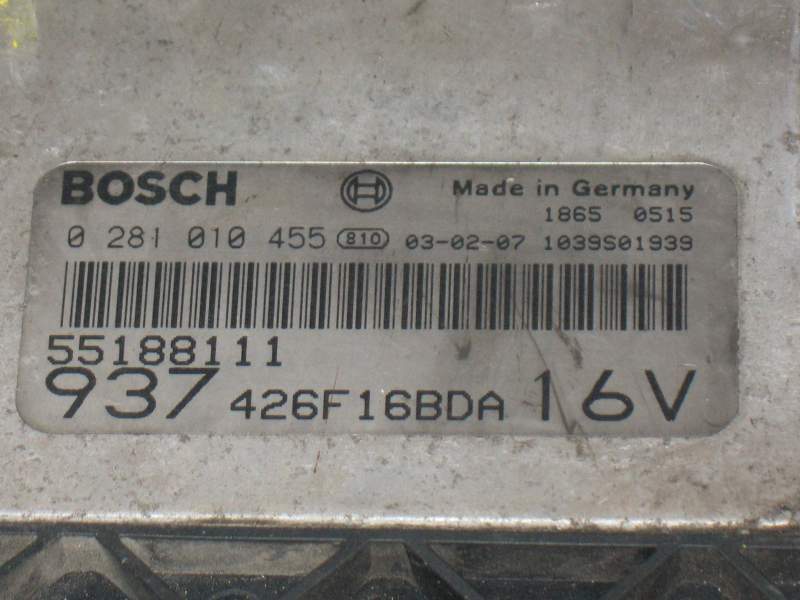 BOSCH Made in Germany
1865 0515
0 281 010 455 810 03-02-07 1039S01939
55188111
937 426F16BDA 16V